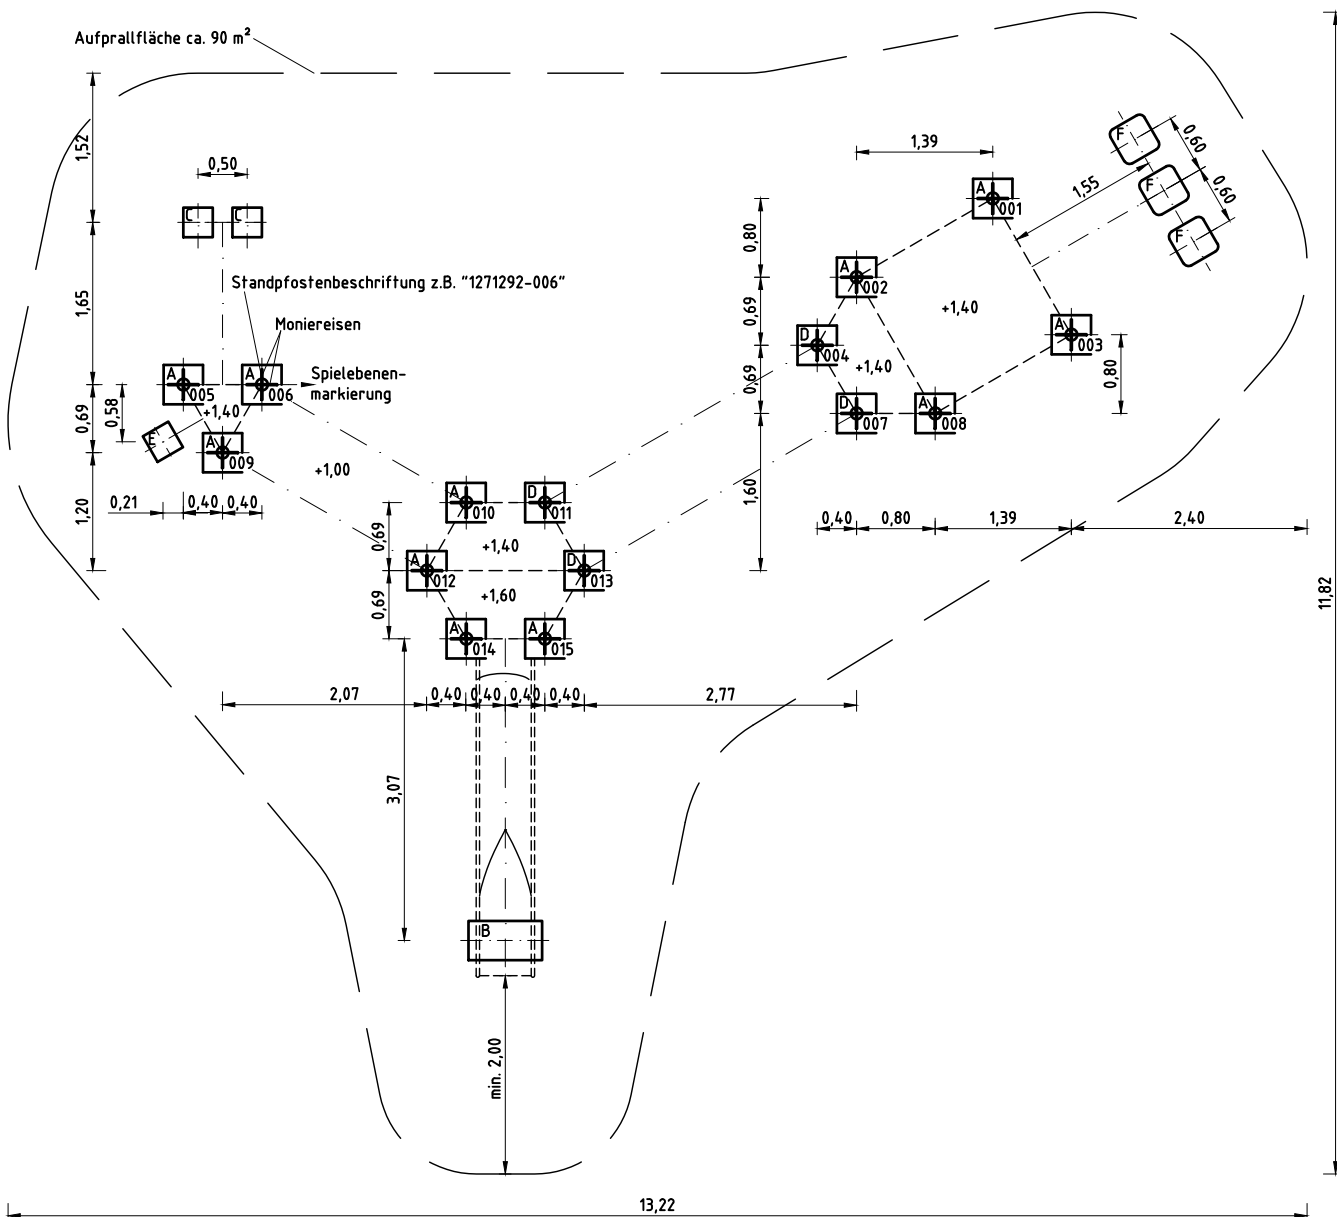 Aufprallfläche ca. 90 m²
1,52
0,50
C C
1,65
Standpfostenbeschriftung z.B. "1271292-006"
Moniereisen
Spielebenen-
markierung
A 005
A 006
+1,40
0,69
0,58
E
A 009
+1,00
1,20
0,21 0,40 0,40
1,39
A 001
0,80
A 002
0,69
+1,40
D 004
+1,40
0,69
D 007
A 008
A 003
0,80
F
F
F
0,60
0,60
1,55
1,60
0,40 0,80 1,39 2,40
11,82
A 010
D 011
0,69
+1,40
A 012
D 013
+1,60
0,69
A 014
A 015
2,07 0,40 0,40 0,40 0,40 2,77
3,07
B
min. 2,00
13,22